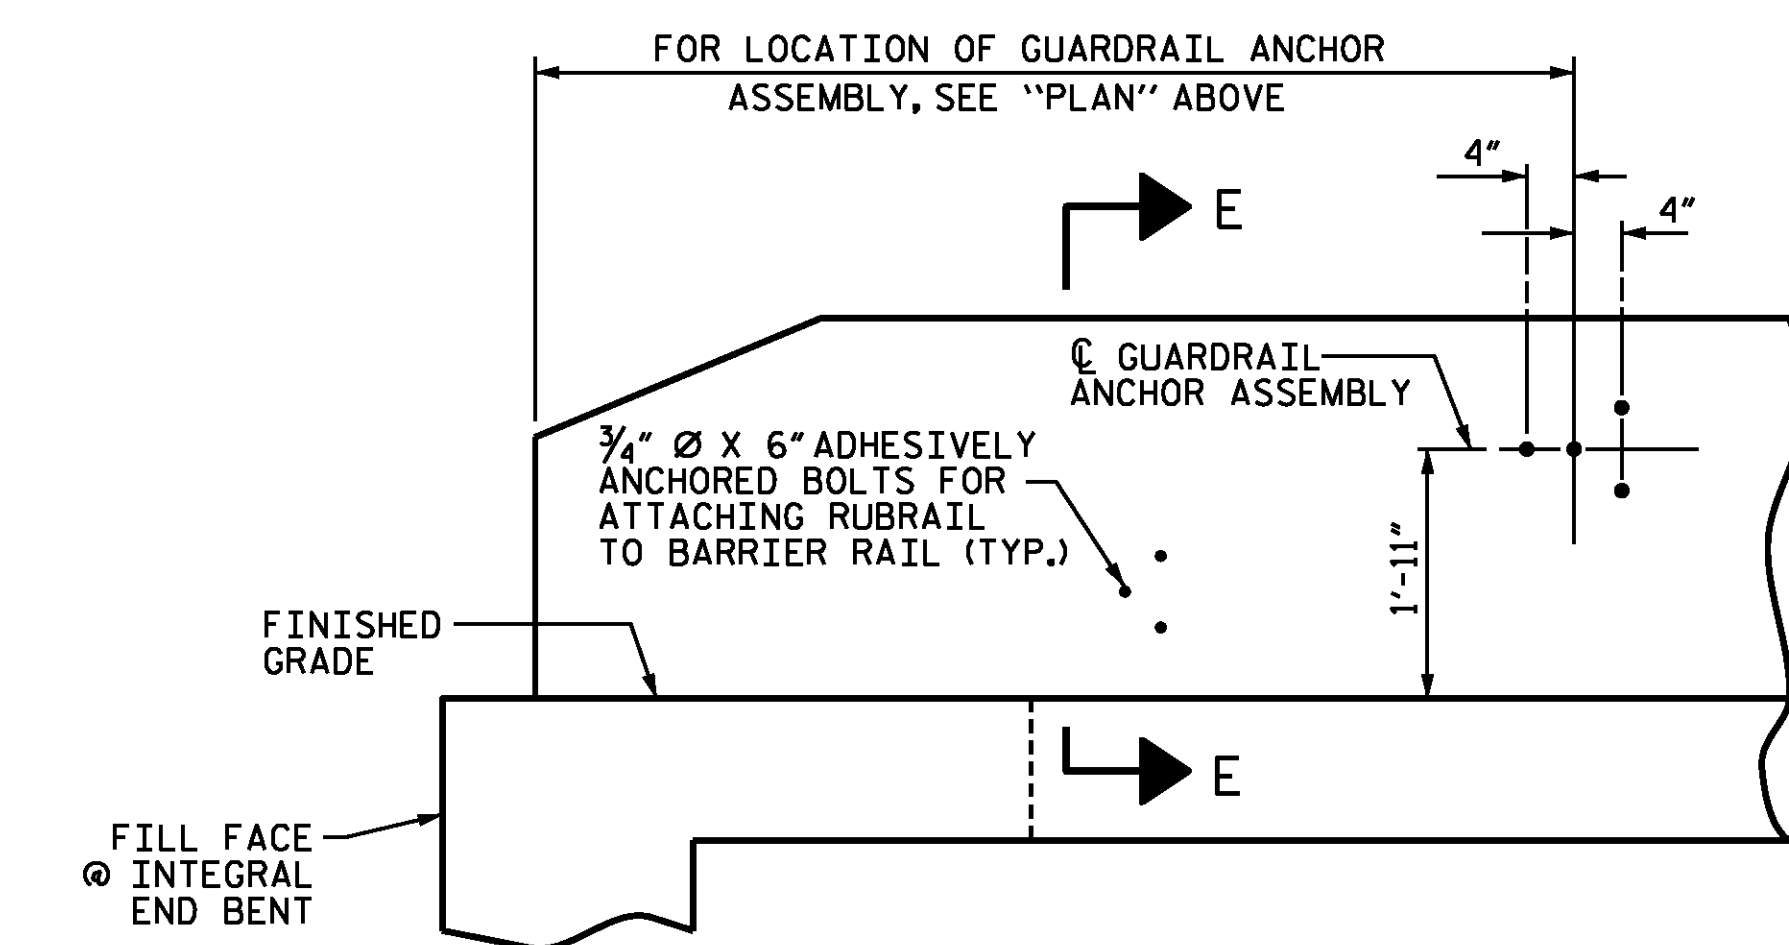 FOR LOCATION OF GUARDRAIL ANCHOR
ASSEMBLY, SEE "PLAN" ABOVE
4"
E
4"
℄ GUARDRAIL
ANCHOR ASSEMBLY
3/4" Ø X 6" ADHESIVELY
ANCHORED BOLTS FOR
ATTACHING RUBRAIL
TO BARRIER RAIL (TYP.)
1'-11"
FINISHED
GRADE
E
FILL FACE
@ INTEGRAL
END BENT